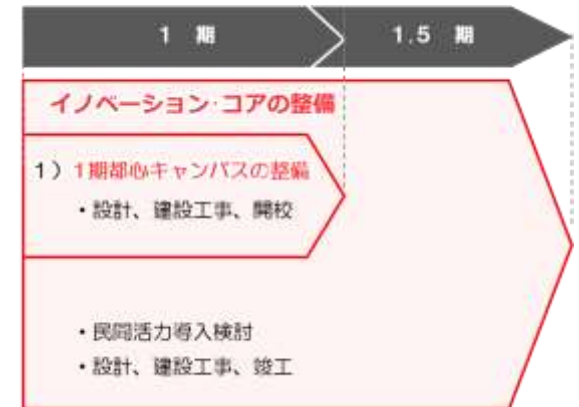 1 期
1.5 期
イノベーション・コアの整備
1）1期都心キャンパスの整備
・設計、建設工事、開校
・民間活力導入検討
・設計、建設工事、竣工